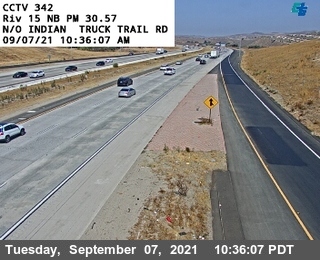 CCTV 342
Riv 15 NB PM 30.57
N/O INDIAN TRUCK TRAIL RD
09/07/21 10:36:07 AM
Tuesday, September 07, 2021 10:36:07 PDT